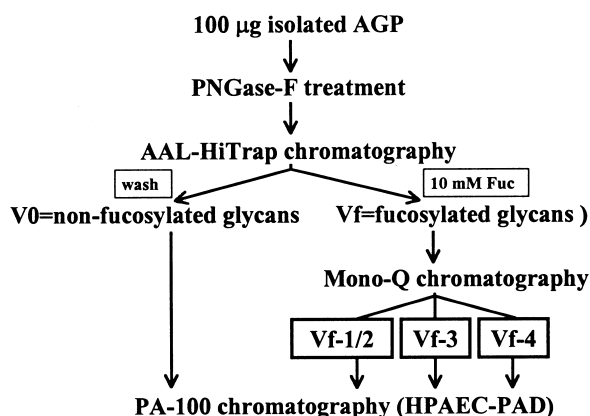 100 μg isolated AGP
PNGase-F treatment
AAL-HiTrap chromatography
wash
10 mM Fuc
V0=non-fucosylated glycans
Vf=fucosylated glycans )
Mono-Q chromatography
Vf-1/2
Vf-3
Vf-4
PA-100 chromatography (HPAEC-PAD)